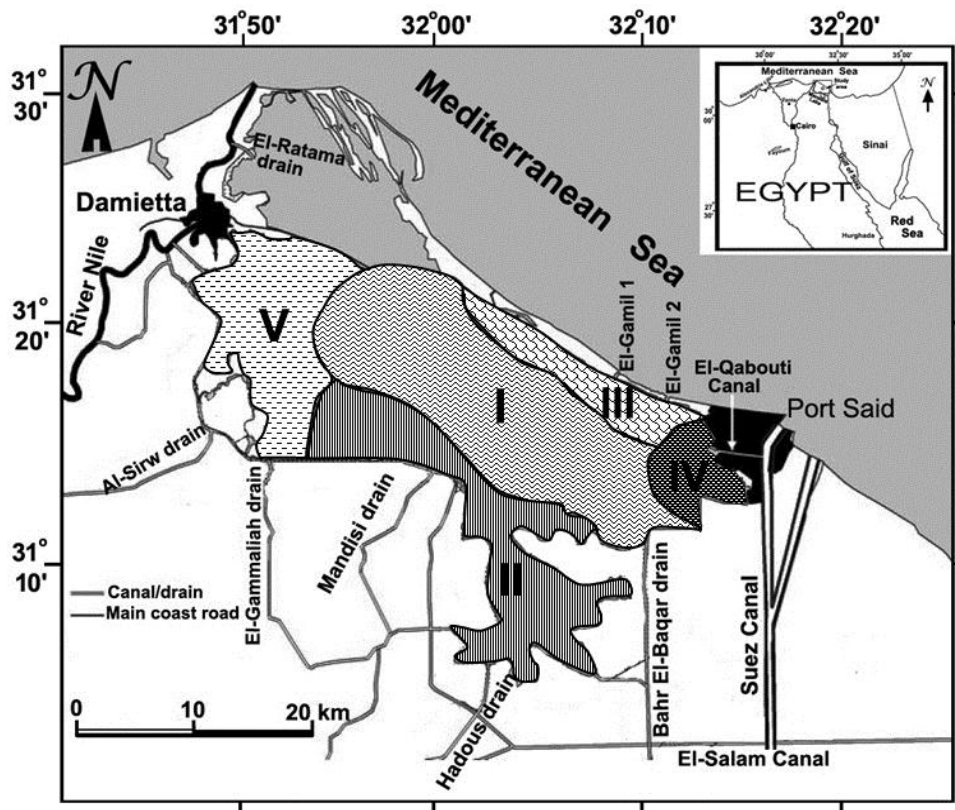 31°50'
32°00'
32°10'
32°20'
31°
30'
31°
20'
31°
10'
N
Mediterranean Sea
El-Ratama
drain
Damietta
River Nile
El-Gamil 1
El-Gamil 2
El-Qabouti
Canal
Port Said
V
I
III
IV
II
Al-Sirw drain
El-Gammaliah drain
Mandisi drain
Hadous drain
Bahr El-Baqar drain
Suez Canal
El-Salam Canal
Canal/drain
Main coast road
0 10 20 km
Mediterranean Sea
Study
area
N
Cairo
Sinai
EGYPT
Red
Sea
Hurghada